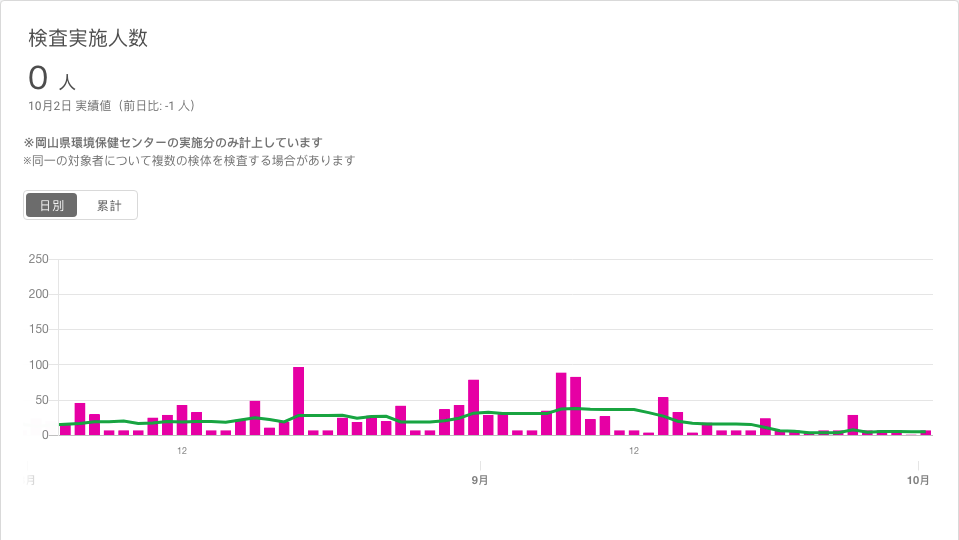 検査実施人数
0 人
10月2日 実績値（前日比: -1 人）
※岡山県環境保健センターの実施分のみ計上しています
※同一の対象者について複数の検体を検査する場合があります
日別 累計
250
200
150
100
50
0
12 12
月 9月 10月